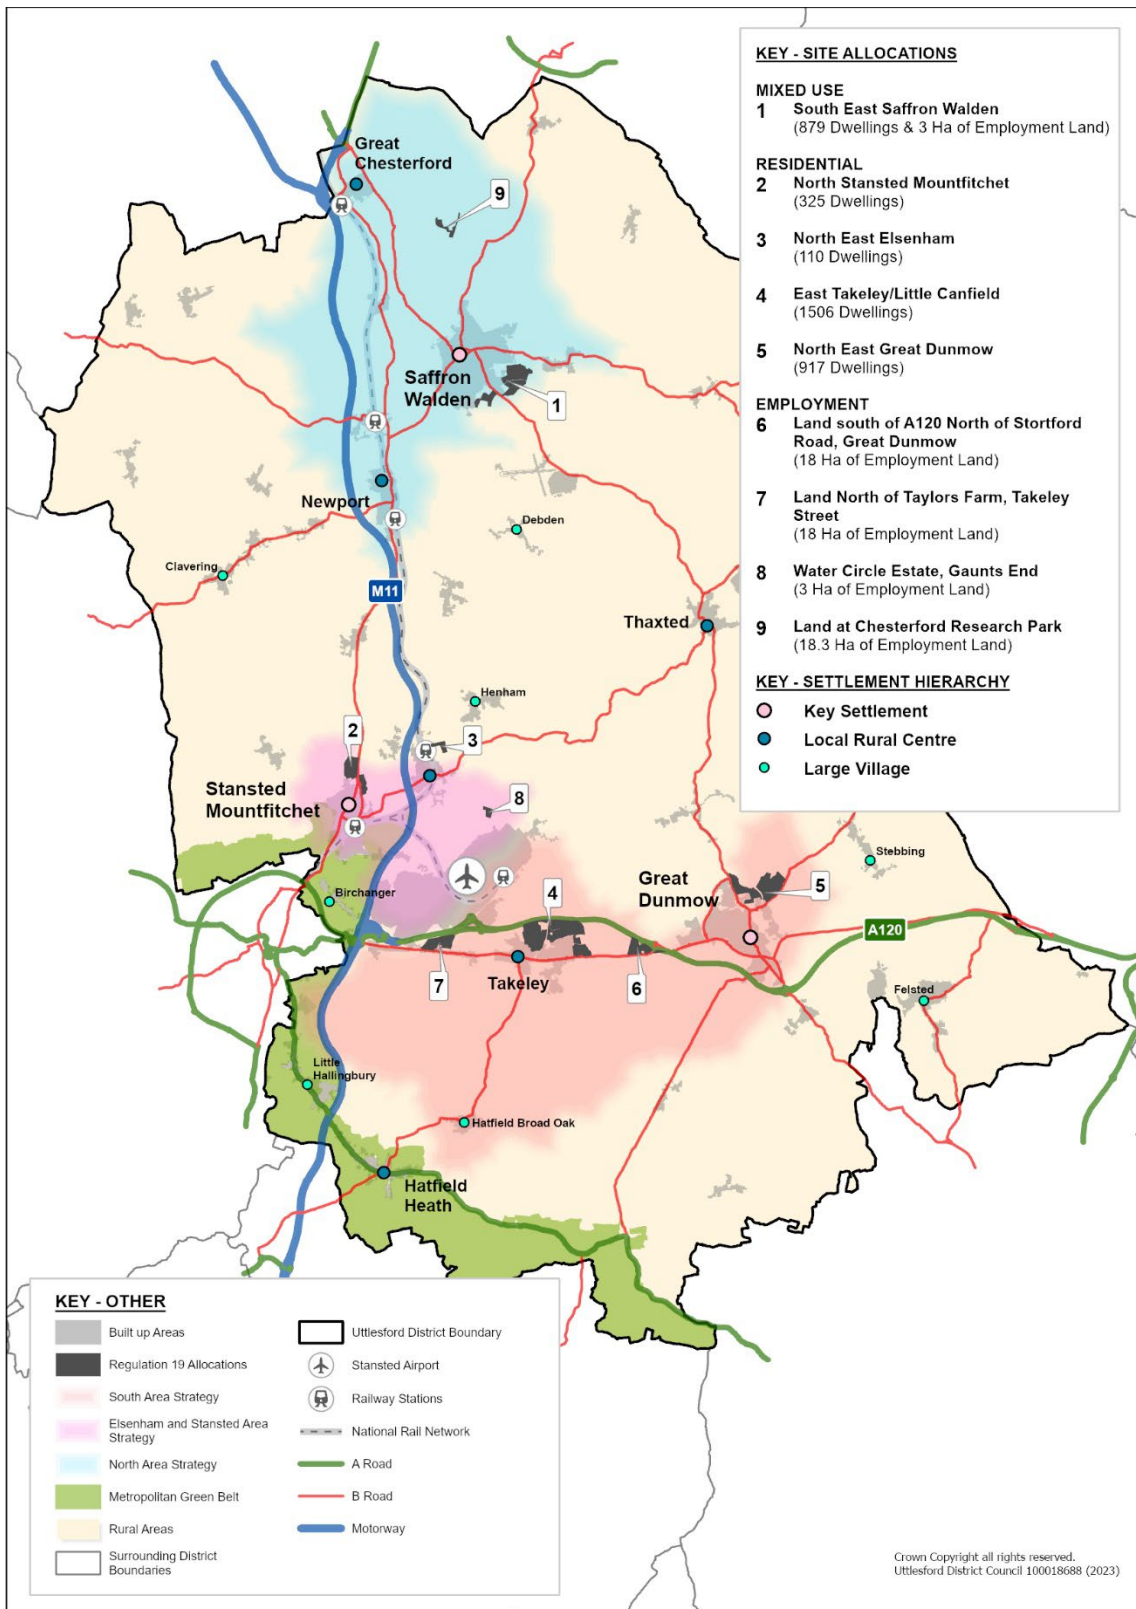 KEY - SITE ALLOCATIONS
MIXED USE
1 South East Saffron Walden
(879 Dwellings & 3 Ha of Employment Land)
RESIDENTIAL
2 North Stansted Mountfitchet
(325 Dwellings)
3 North East Elsenham
(110 Dwellings)
4 East Takeley/Little Canfield
(1506 Dwellings)
5 North East Great Dunmow
(917 Dwellings)
EMPLOYMENT
6 Land south of A120 North of Stortford
Road, Great Dunmow
(18 Ha of Employment Land)
7 Land North of Taylors Farm, Takeley
Street
(18 Ha of Employment Land)
8 Water Circle Estate, Gaunts End
(3 Ha of Employment Land)
9 Land at Chesterford Research Park
(18.3 Ha of Employment Land)
KEY - SETTLEMENT HIERARCHY
Key Settlement
Local Rural Centre
Large Village
Great
Chesterford
9
Saffron
Walden
1
Newport
Debden
Clavering
M11
Thaxted
Henham
2
3
Stansted
Mountfitchet
8
Stebbing
Birchanger
4
Great
Dunmow
5
A120
7
Takeley
6
Felsted
Little
Hallingbury
Hatfield Broad Oak
Hatfield
Heath
KEY - OTHER
Built up Areas
Regulation 19 Allocations
South Area Strategy
Elsenham and Stansted Area
Strategy
North Area Strategy
Metropolitan Green Belt
Rural Areas
Surrounding District
Boundaries
Uttlesford District Boundary
Stansted Airport
Railway Stations
National Rail Network
A Road
B Road
Motorway
Crown Copyright all rights reserved.
Uttlesford District Council 100018688 (2023)